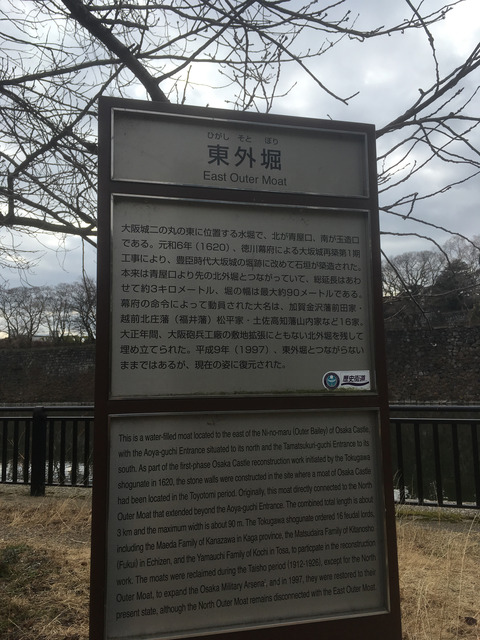 ひがし そと ぼり
東外堀
East Outer Moat
大阪城二の丸の東に位置する水堀で、北が青屋口、南が玉造口
である。元和6年（1620）、徳川幕府による大坂城再築第1期
工事により、豊臣時代大坂城の堀跡に改めて石垣が築造された。
本来は青屋口より先の北外堀とつながっていて、総延長はあわ
せて約3キロメートル、堀の幅は最大約90メートルである。
幕府の命令によって動員された大名は、加賀金沢藩前田家・
越前北庄藩（福井藩）松平家・土佐高知藩山内家など16家。
大正年間、大阪砲兵工廠の敷地拡張にともない北外堀を残して
埋め立てられた。平成9年（1997）、東外堀とつながらない
ままではあるが、現在の姿に復元された。
歴史街道
This is a water-filled moat located to the east of the Ni-no-maru (Outer Bailey) of Osaka Castle,
with the Aoya-guchi Entrance situated to its north and the Tamatsukuri-guchi Entrance to its
south. As part of the first-phase Osaka Castle reconstruction work initiated by the Tokugawa
shogunate in 1620, the stone walls were constructed in the site where a moat of Osaka Castle
had been located in the Toyotomi period. Originally, this moat directly connected to the North
Outer Moat that extended beyond the Aoya-guchi Entrance. The combined total length is about
3 km and the maximum width is about 90 m. The Tokugawa shogunate ordered 16 feudal lords,
including the Maeda Family of Kanazawa in Kaga province, the Matsudaira Family of Kitanosho
(Fukui) in Echizen, and the Yamauchi Family of Kochi in Tosa, to participate in the reconstruction
work. The moats were reclaimed during the Taisho period (1912-1926), except for the North
Outer Moat, to expand the Osaka Military Arsenal, and in 1997, they were restored to their
present state, although the North Outer Moat remains disconnected with the East Outer Moat.